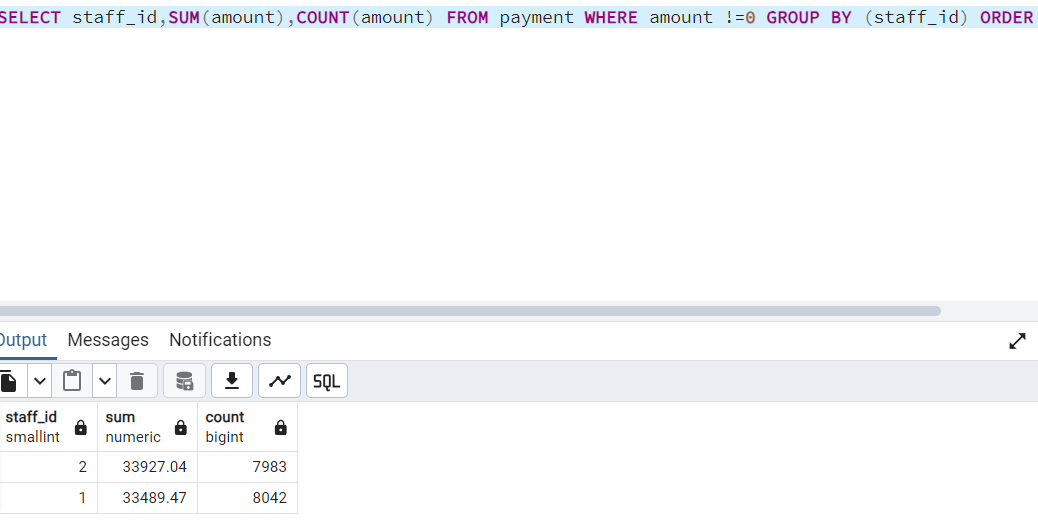 SELECT staff_id,SUM(amount),COUNT(amount) FROM payment WHERE amount !=0 GROUP BY (staff_id) ORDER
Output Messages Notifications
SQL
staff_id sum count
smallint numeric bigint
2 33927.04 7983
1 33489.47 8042